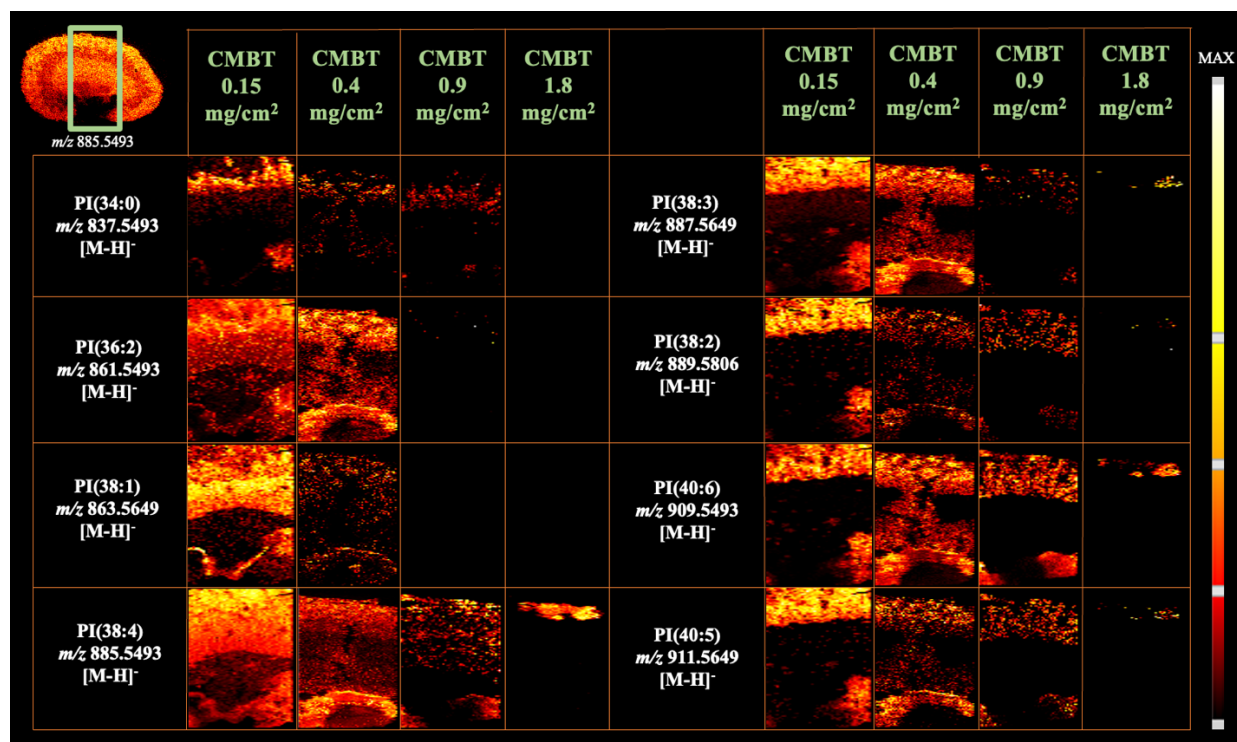 CMBT
0.15
mg/cm²
CMBT
0.4
mg/cm²
CMBT
0.9
mg/cm²
CMBT
1.8
mg/cm²
CMBT
0.15
mg/cm²
CMBT
0.4
mg/cm²
CMBT
0.9
mg/cm²
CMBT
1.8
mg/cm²
MAX
m/z 885.5493
PI(34:0)
m/z 837.5493
[M-H]⁻
PI(38:3)
m/z 887.5649
[M-H]⁻
PI(36:2)
m/z 861.5493
[M-H]⁻
PI(38:2)
m/z 889.5806
[M-H]⁻
PI(38:1)
m/z 863.5649
[M-H]⁻
PI(40:6)
m/z 909.5493
[M-H]⁻
PI(38:4)
m/z 885.5493
[M-H]⁻
PI(40:5)
m/z 911.5649
[M-H]⁻